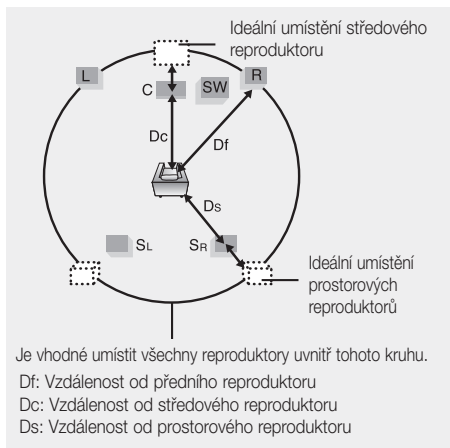 Ideální umístění středového
reproduktoru
L
C
SW
R
Dc
Df
Ds
SL
SR
Ideální umístění
prostorových
reproduktorů
Je vhodné umístit všechny reproduktory uvnitř tohoto kruhu.
Df: Vzdálenost od předního reproduktoru
Dc: Vzdálenost od středového reproduktoru
Ds: Vzdálenost od prostorového reproduktoru